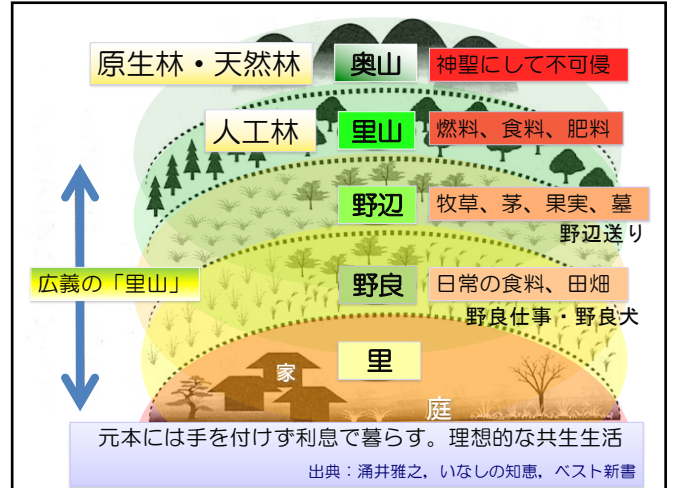 原生林・天然林 奥山 神聖にして不可侵
人工林 里山 燃料、食料、肥料
野辺 牧草、茅、果実、墓
野辺送り
広義の「里山」 野良 日常の食料、田畑
野良仕事・野良犬
里
家
庭
元本には手を付けず利息で暮らす。理想的な共生生活
出典：涌井雅之，いなしの知恵，ベスト新書